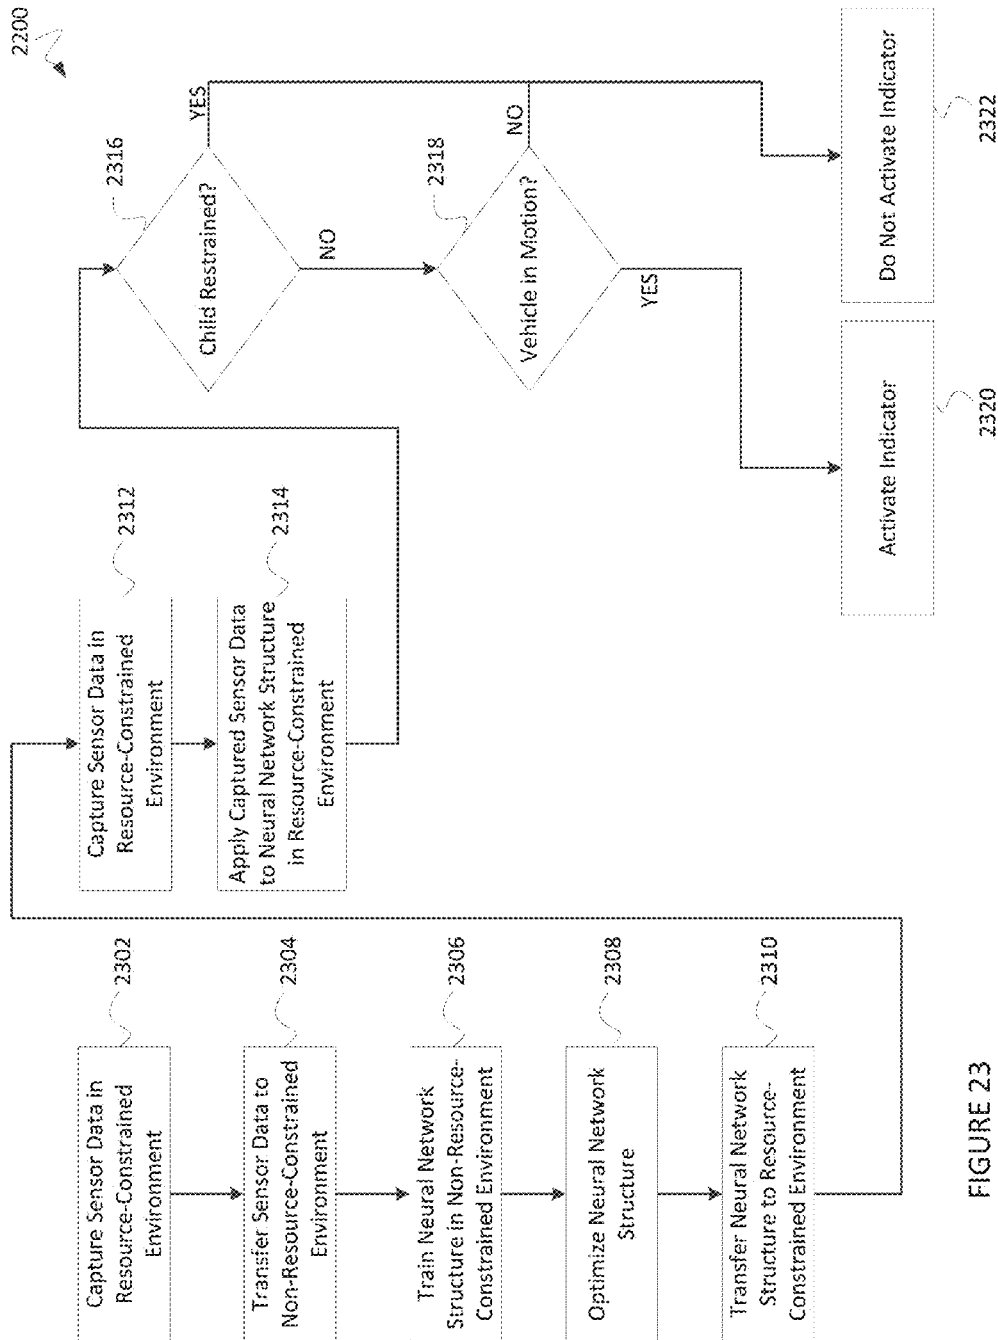 2200
Capture Sensor Data in
Resource-Constrained
Environment
2302
Transfer Sensor Data to
Non-Resource-Constrained
Environment
2304
Train Neural Network
Structure in Non-Resource-
Constrained Environment
2306
Optimize Neural Network
Structure
2308
Transfer Neural Network
Structure to Resource-
Constrained Environment
2310
Capture Sensor Data in
Resource-Constrained
Environment
2312
Apply Captured Sensor Data
to Neural Network Structure
in Resource-Constrained
Environment
2314
Child Restrained?
2316
YES
NO
Vehicle in Motion?
2318
NO
YES
Activate Indicator
2320
Do Not Activate Indicator
2322
FIGURE 23